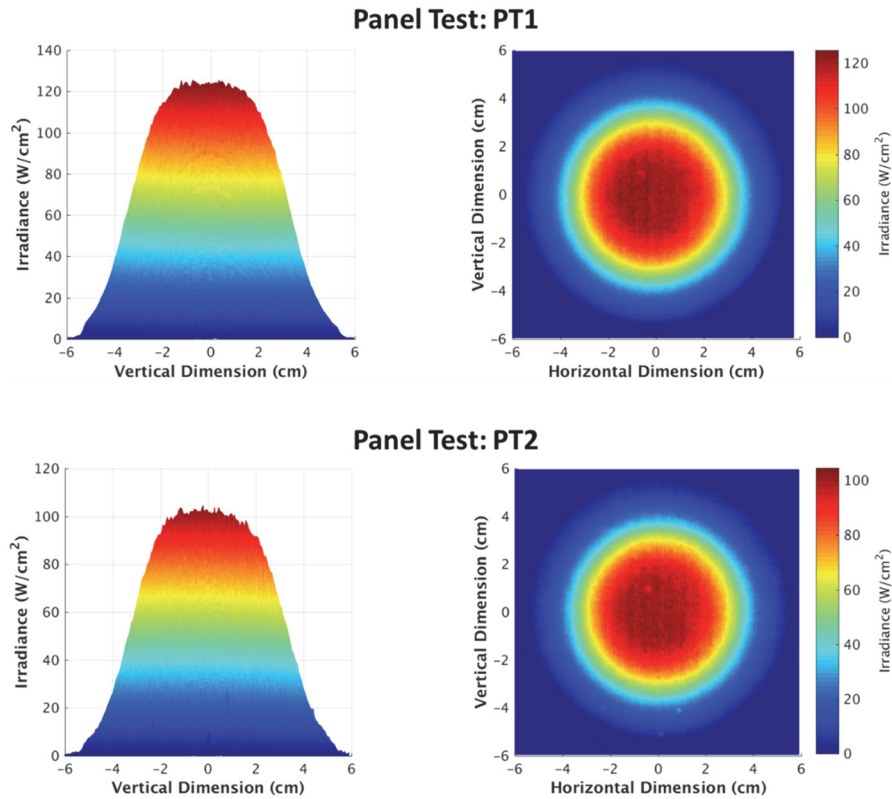 Panel Test: PT1
140
120
100
80
60
40
20
0
-6 -4 -2 0 2 4 6
Irradiance (W/cm²)
Vertical Dimension (cm)
6
4
2
0
-2
-4
-6
-6 -4 -2 0 2 4 6
Vertical Dimension (cm)
Horizontal Dimension (cm)
120
100
80
60
40
20
0
Irradiance (W/cm²)
Panel Test: PT2
120
100
80
60
40
20
0
-6 -4 -2 0 2 4 6
Irradiance (W/cm²)
Vertical Dimension (cm)
6
4
2
0
-2
-4
-6
-6 -4 -2 0 2 4 6
Vertical Dimension (cm)
Horizontal Dimension (cm)
100
80
60
40
20
0
Irradiance (W/cm²)